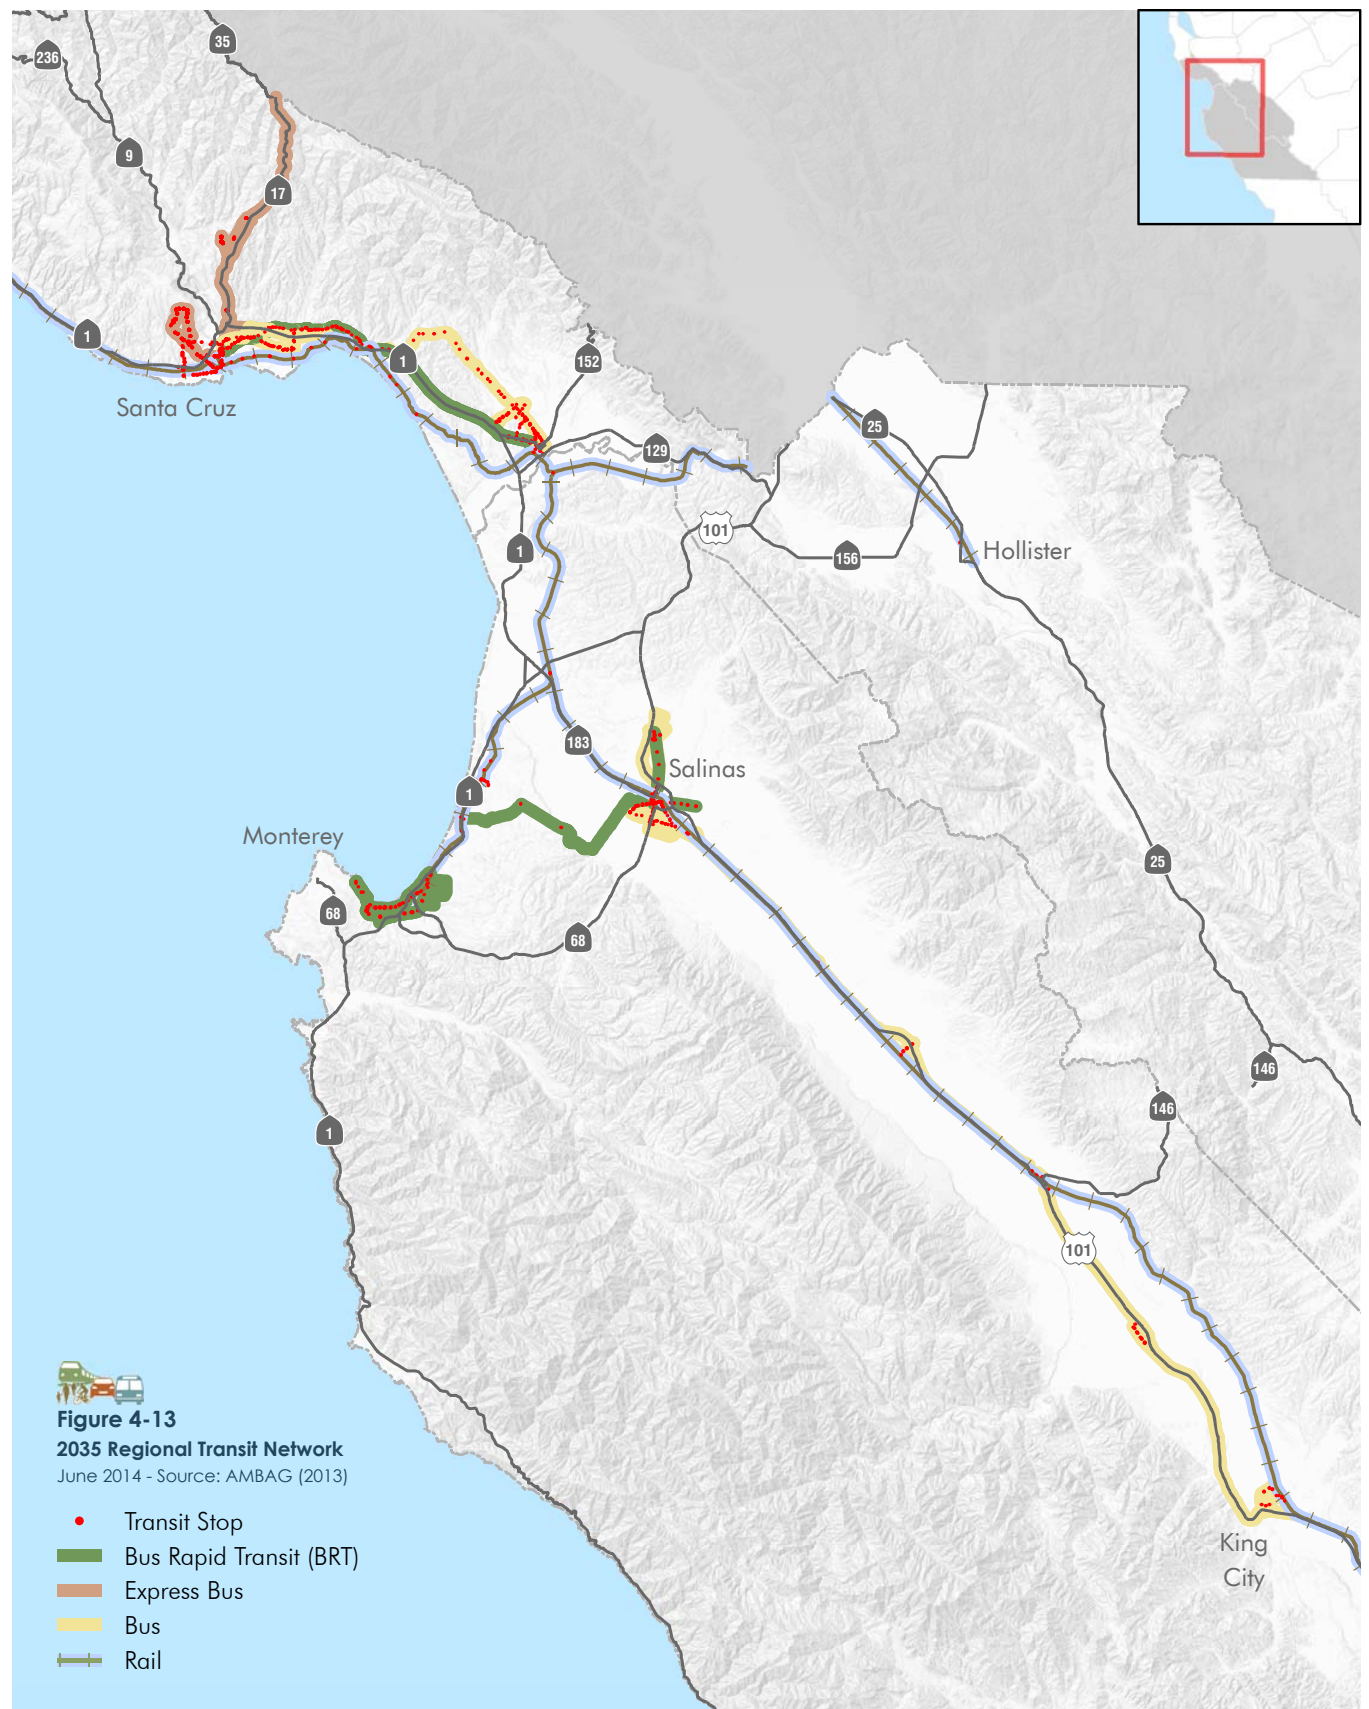 35
236
9
17
1
Santa Cruz
1
152
25
129
101
1
156
Hollister
183
Salinas
1
Monterey
25
68
68
146
146
1
101
Figure 4-13
2035 Regional Transit Network
June 2014 - Source: AMBAG (2013)
Transit Stop
Bus Rapid Transit (BRT)
Express Bus
Bus
Rail
King
City